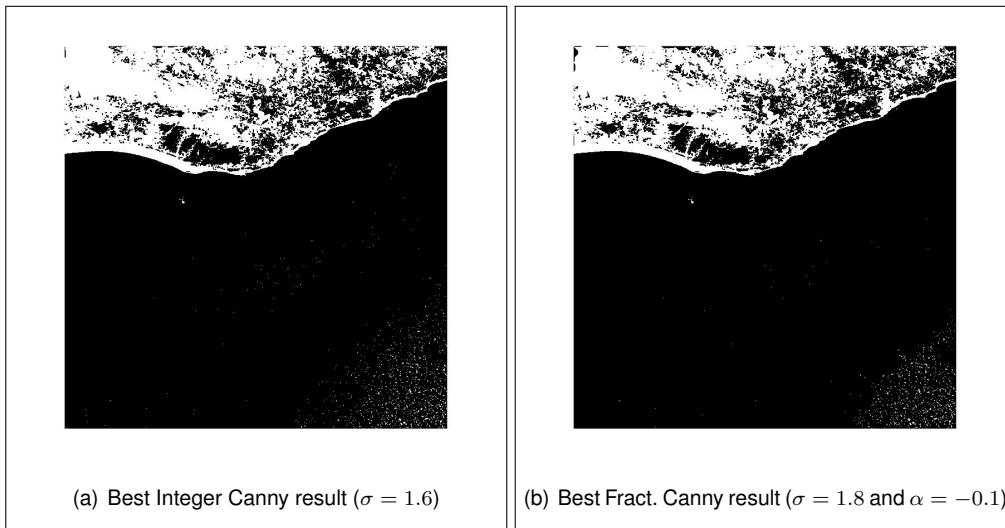 (a) Best Integer Canny result (σ = 1.6)
(b) Best Fract. Canny result (σ = 1.8 and α = −0.1)